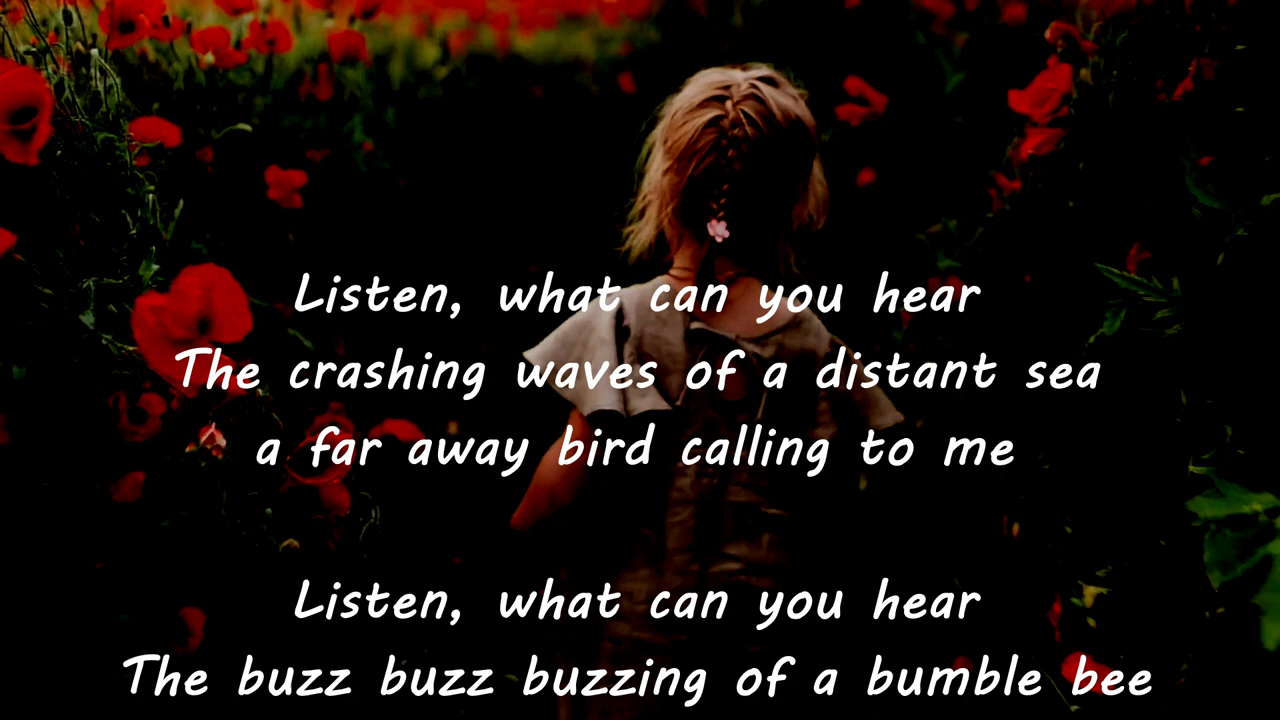 Listen, what can you hear
The crashing waves of a distant sea
a far away bird calling to me
Listen, what can you hear
The buzz buzz buzzing of a bumble bee